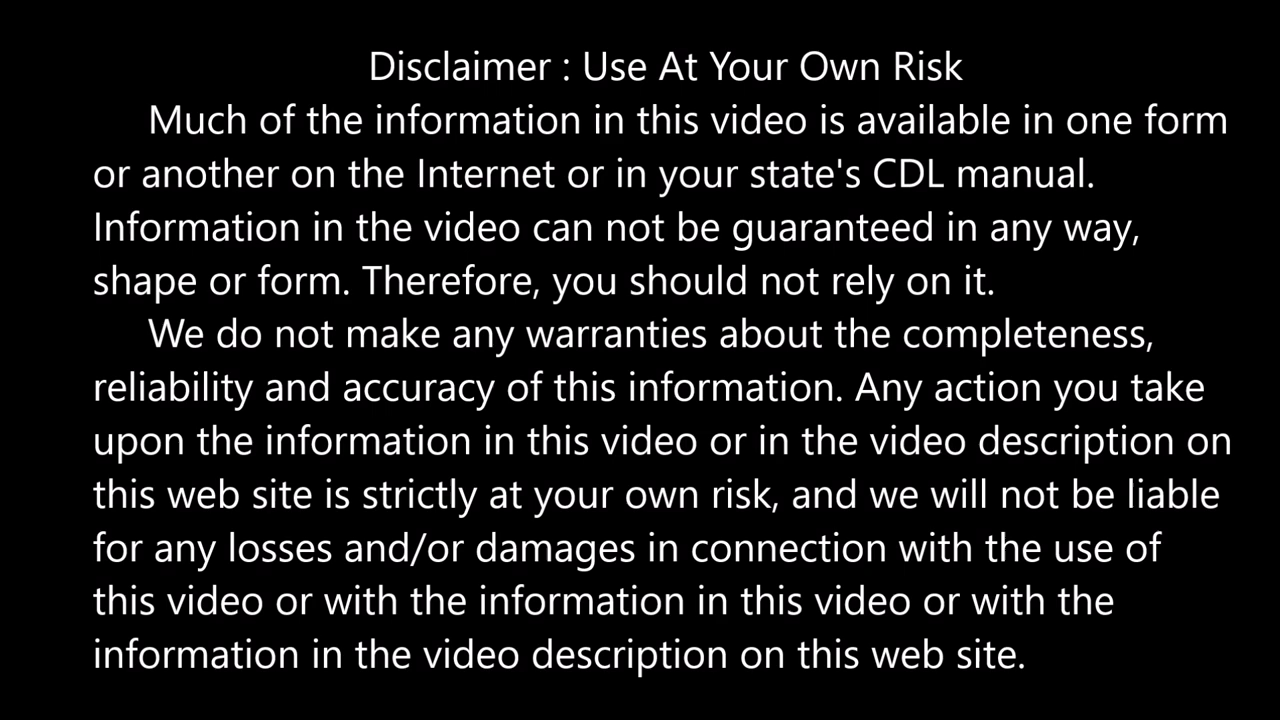 Disclaimer : Use At Your Own Risk
Much of the information in this video is available in one form
or another on the Internet or in your state's CDL manual.
Information in the video can not be guaranteed in any way,
shape or form. Therefore, you should not rely on it.
We do not make any warranties about the completeness,
reliability and accuracy of this information. Any action you take
upon the information in this video or in the video description on
this web site is strictly at your own risk, and we will not be liable
for any losses and/or damages in connection with the use of
this video or with the information in this video or with the
information in the video description on this web site.